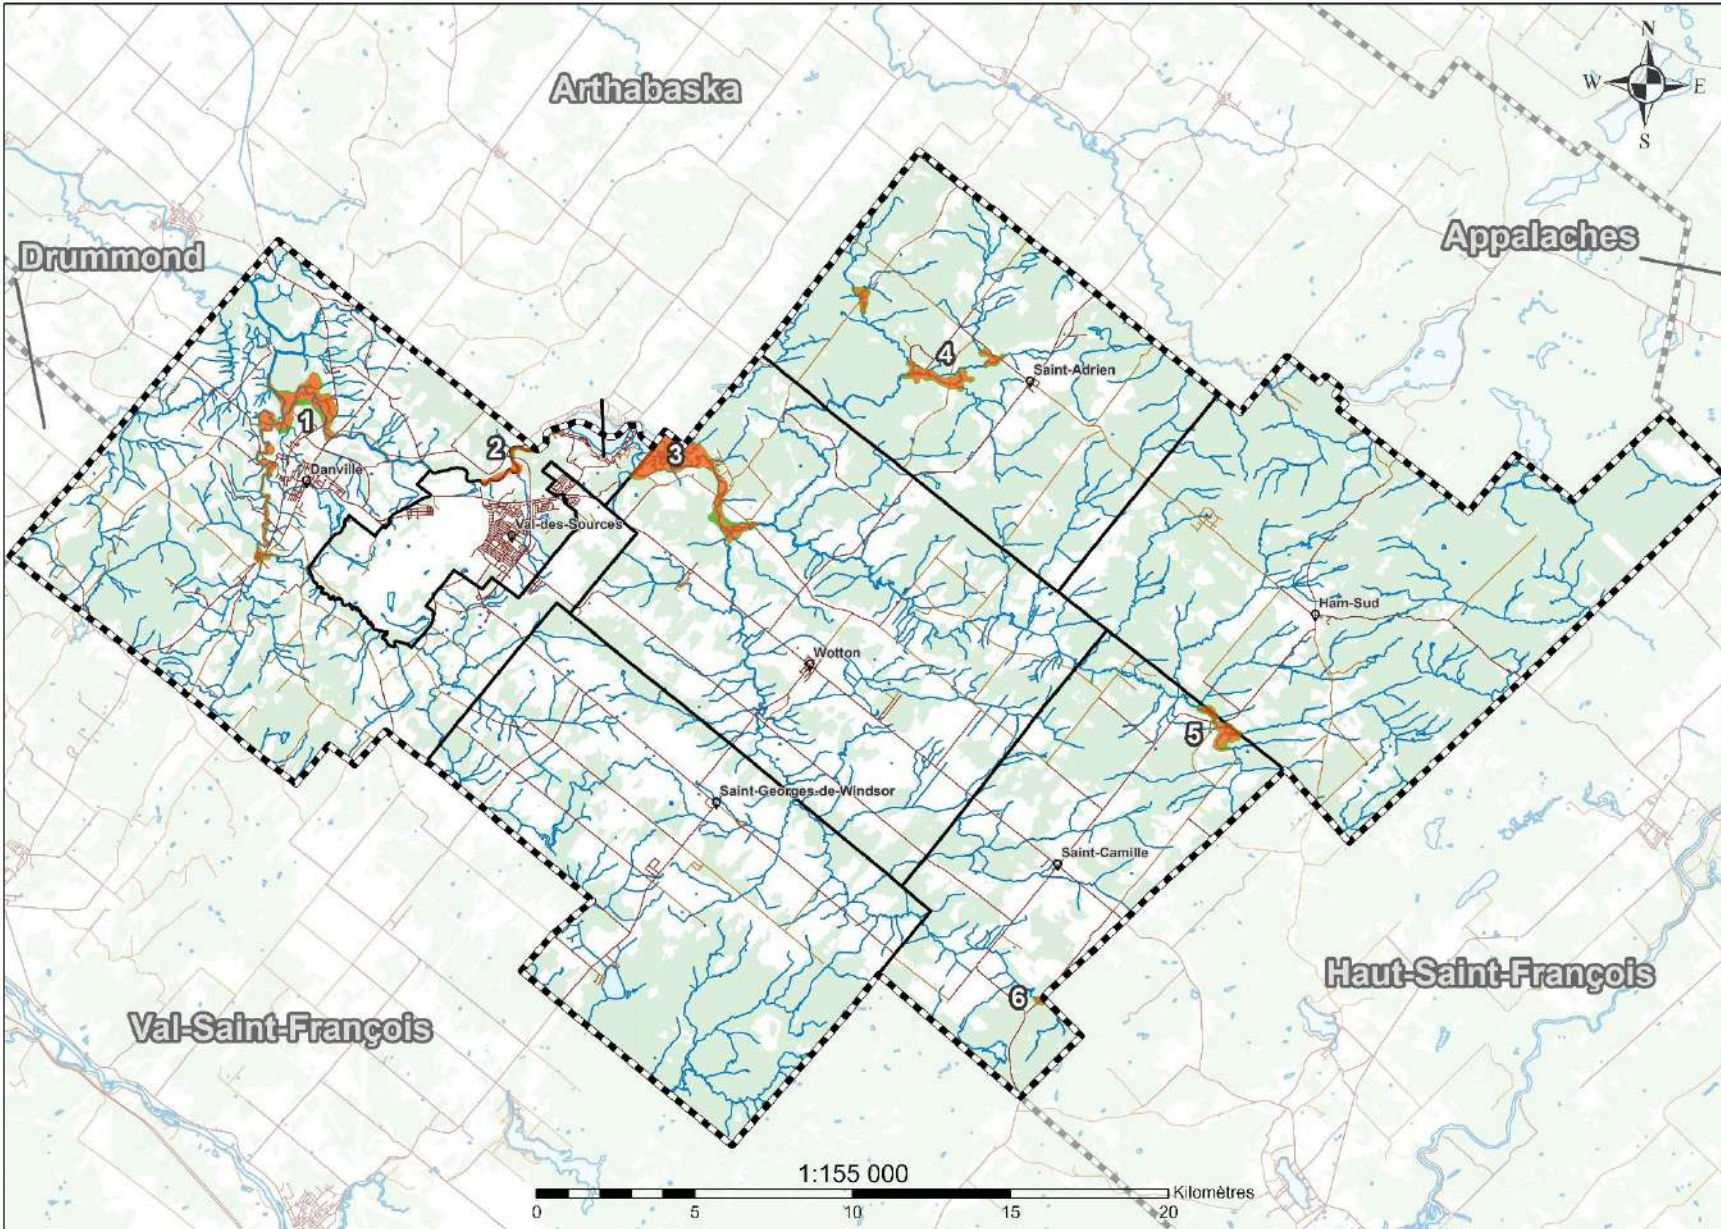 N
Arthabaska
W E
S
Appalaches
Drummond
4
Saint-Adrien
1
2
3
Danville
Val-des-Sources
Ham-Sud
Wotton
5
Saint-Georges-de-Windsor
Saint-Camille
6
Haut-Saint-François
Val-Saint-François
1:155 000
Kilomètres
0 5 10 15 20